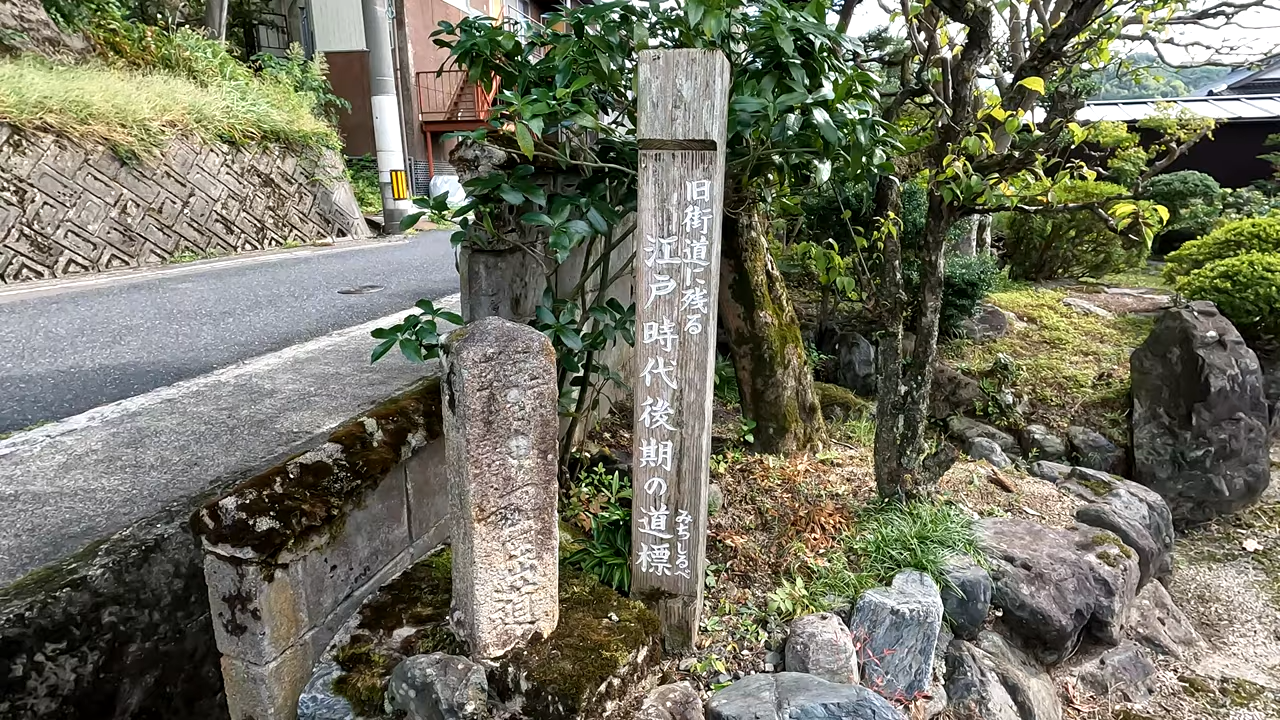 旧街道に残る
江戸時代後期の道標
みちしるべ